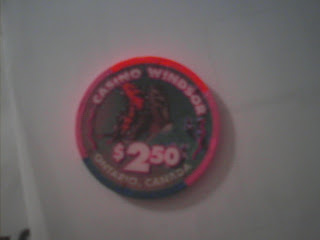 CASINO WINDSOR
$2.50
ONTARIO, CANADA